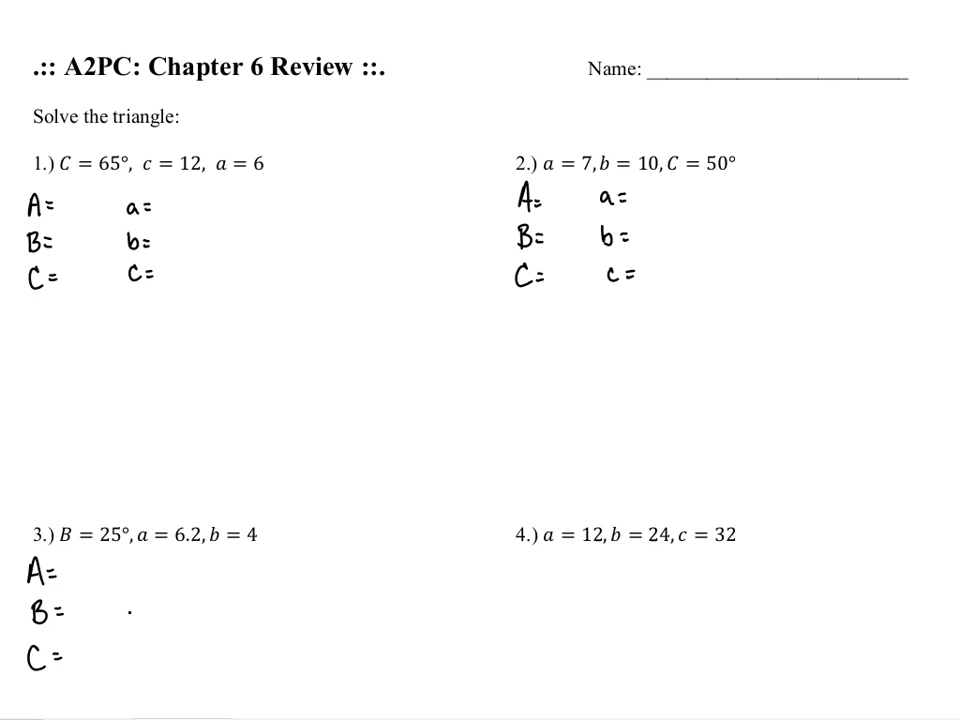 .:: A2PC: Chapter 6 Review ::. Name: ___________________________
Solve the triangle:
1.) C = 65°, c = 12, a = 6
A= a=
B= b=
C= c=
2.) a = 7, b = 10, C = 50°
A= a=
B= b=
C= c=
3.) B = 25°, a = 6.2, b = 4
A=
B=
C=
4.) a = 12, b = 24, c = 32